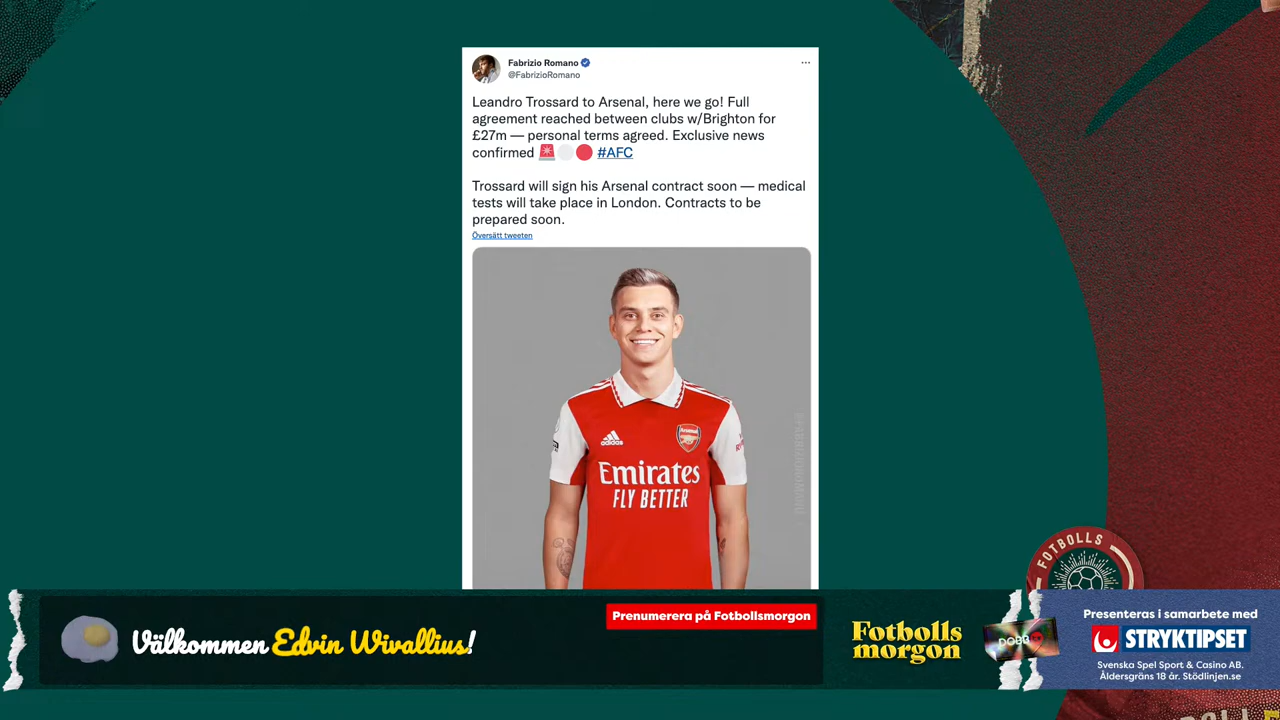 Fabrizio Romano
@FabrizioRomano
Leandro Trossard to Arsenal, here we go! Full
agreement reached between clubs w/Brighton for
£27m — personal terms agreed. Exclusive news
confirmed 🚨⚪🔴 #AFC
Trossard will sign his Arsenal contract soon — medical
tests will take place in London. Contracts to be
prepared soon.
Översätt tweeten
adidas
Arsenal
Emirates
FLY BETTER
FOTBOLLS
Prenumerera på Fotbollsmorgon
Välkommen Edvin Wivallius!
Fotbolls
morgon
Presenteras i samarbete med
STRYKTIPSET
Svenska Spel Sport & Casino AB.
Åldersgräns 18 år. Stödlinjen.se